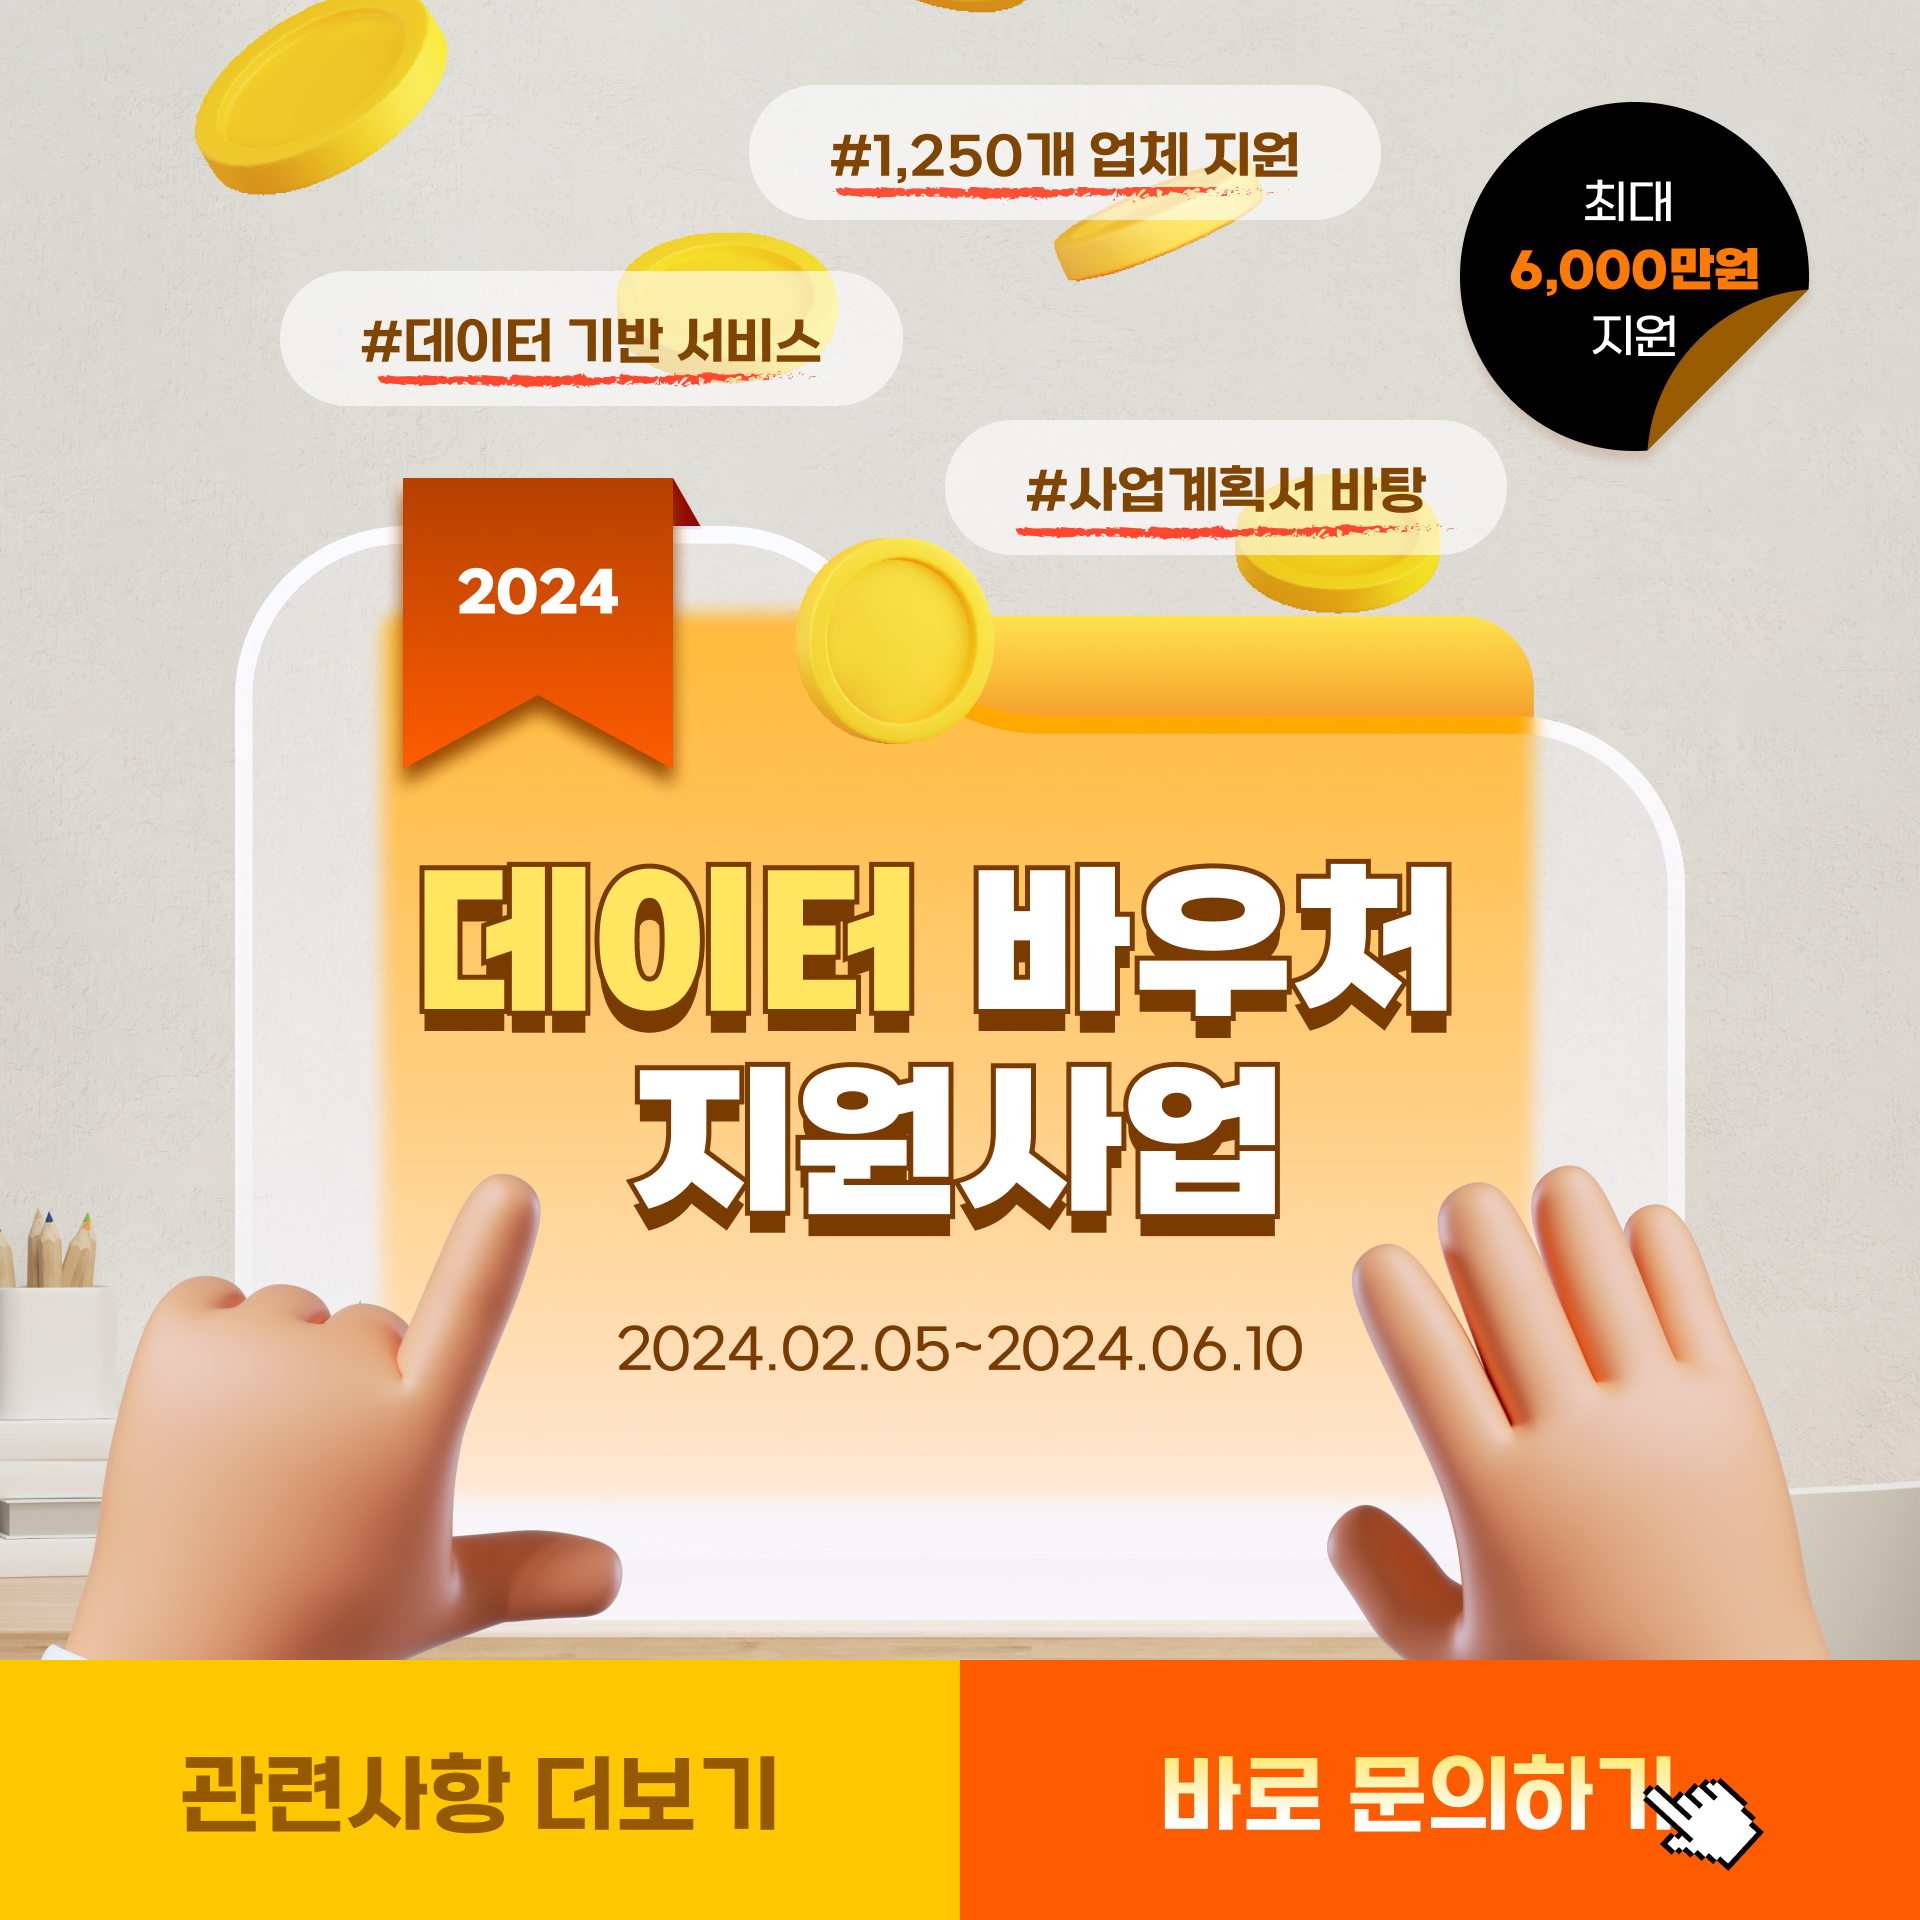 #1,250개 업체 지원
최대
6,000만원
지원
#데이터 기반 서비스
#사업계획서 바탕
2024
데이터 바우처
지원사업
2024.02.05~2024.06.10
관련사항 더보기
바로 문의하기